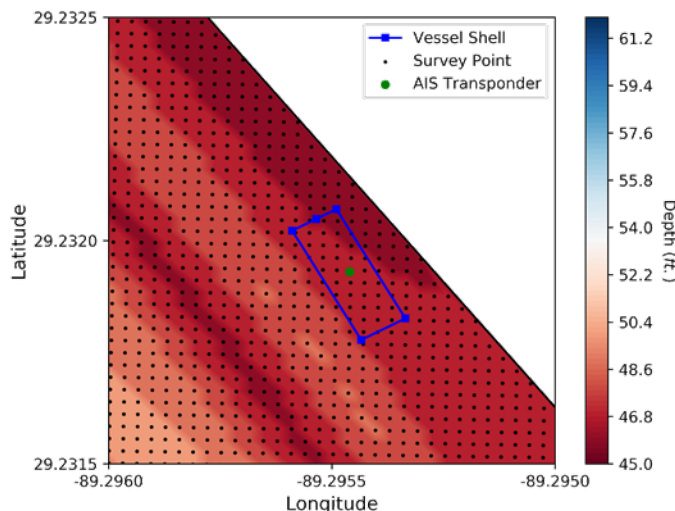 29.2325
Vessel Shell
Survey Point
AIS Transponder
29.2320
29.2315
Latitude
-89.2960
-89.2955
-89.2950
Longitude
61.2
59.4
57.6
55.8
54.0
52.2
50.4
48.6
46.8
45.0
Depth (ft.)